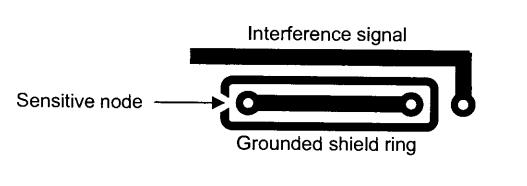 Interference signal
Sensitive node
Grounded shield ring